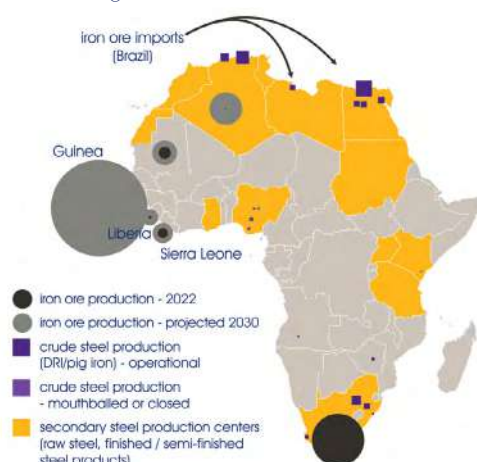 iron ore imports
(Brazil)
Guinea
Liberia
Sierra Leone
iron ore production - 2022
iron ore production - projected 2030
crude steel production
(DRI/pig iron) - operational
crude steel production
- mouthballed or closed
secondary steel production centers
(raw steel, finished / semi-finished
steel products)